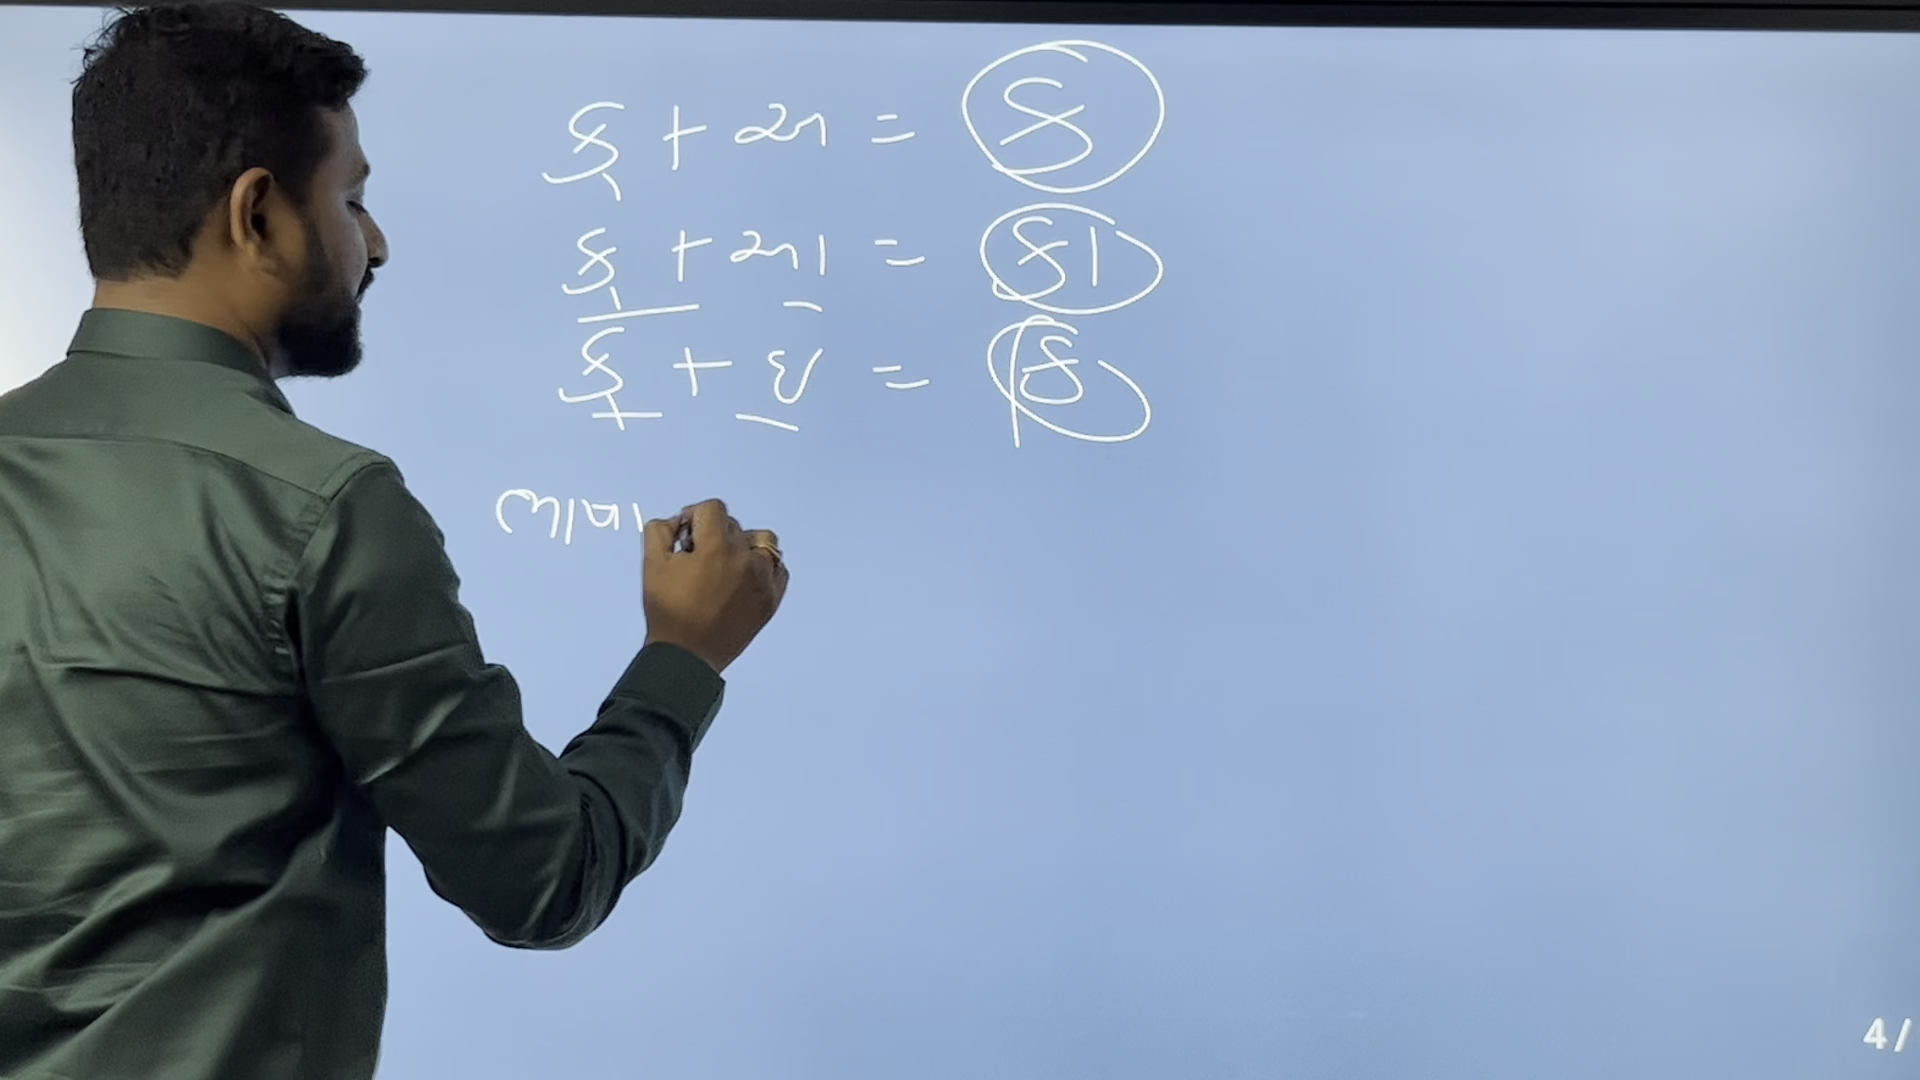 ક્ + અ = ક
ક્ + આ = કા
ક્ + ઇ = કિ
ભાષા
4/